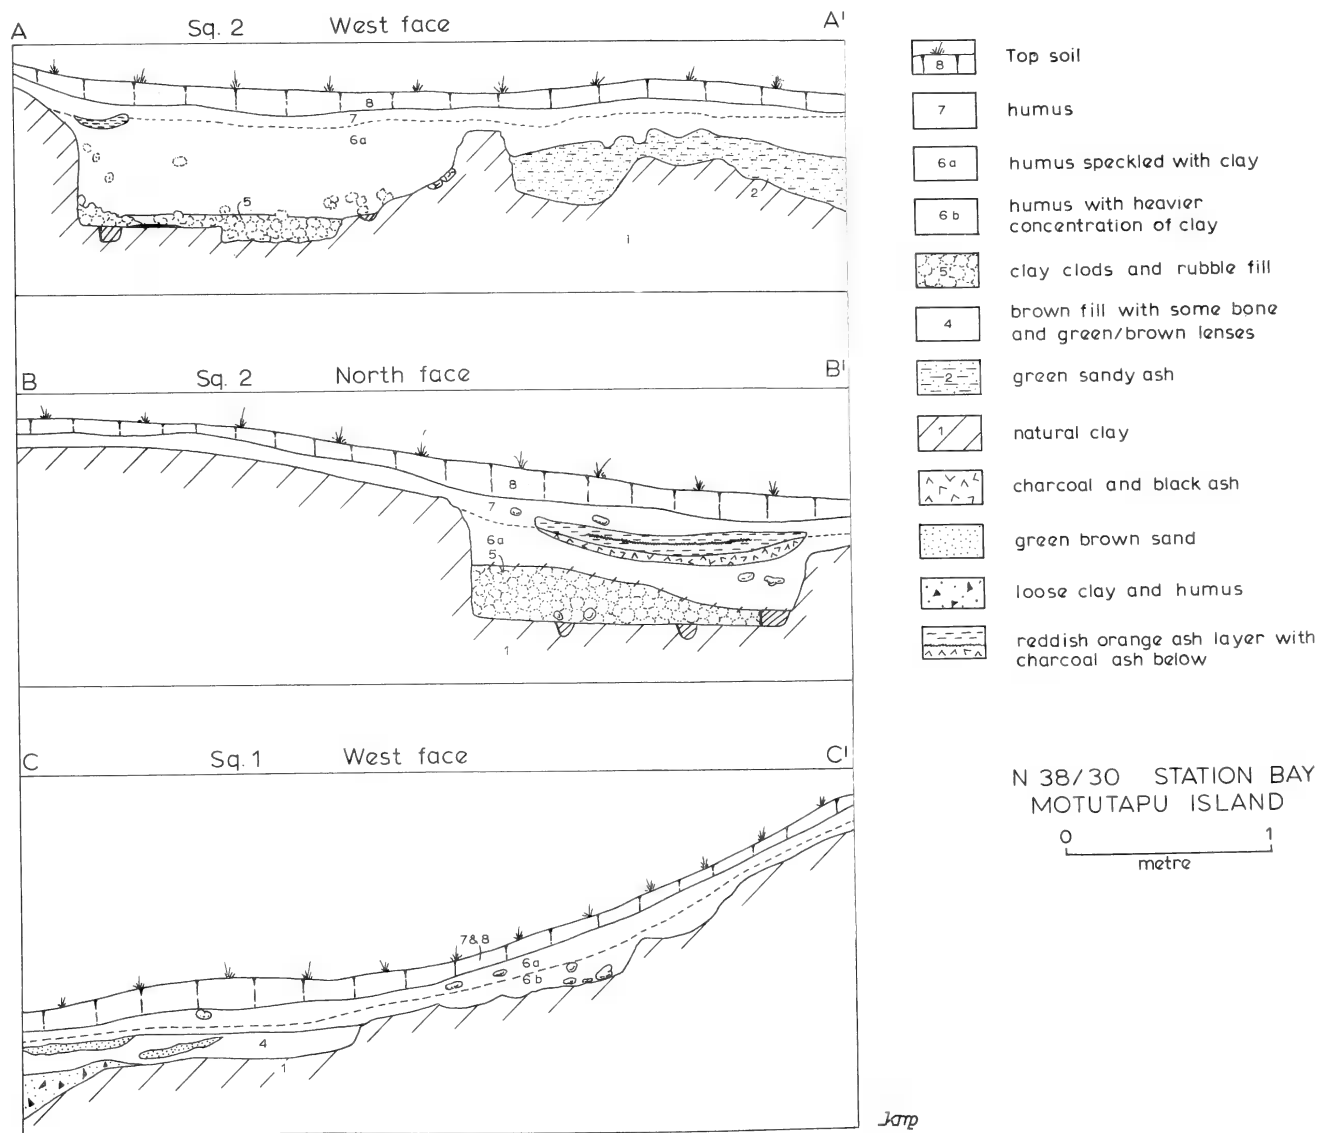 A Sq. 2 West face A'
8
7
6a
5
2
1
B Sq. 2 North face B'
8
7
6a
5
1
C Sq. 1 West face C'
7&8
6a
6b
4
1
8 Top soil
7 humus
6a humus speckled with clay
6b humus with heavier
concentration of clay
5 clay clods and rubble fill
4 brown fill with some bone
and green/brown lenses
2 green sandy ash
1 natural clay
charcoal and black ash
green brown sand
loose clay and humus
reddish orange ash layer with
charcoal ash below
N 38/30 STATION BAY
MOTUTAPU ISLAND
0 1
metre